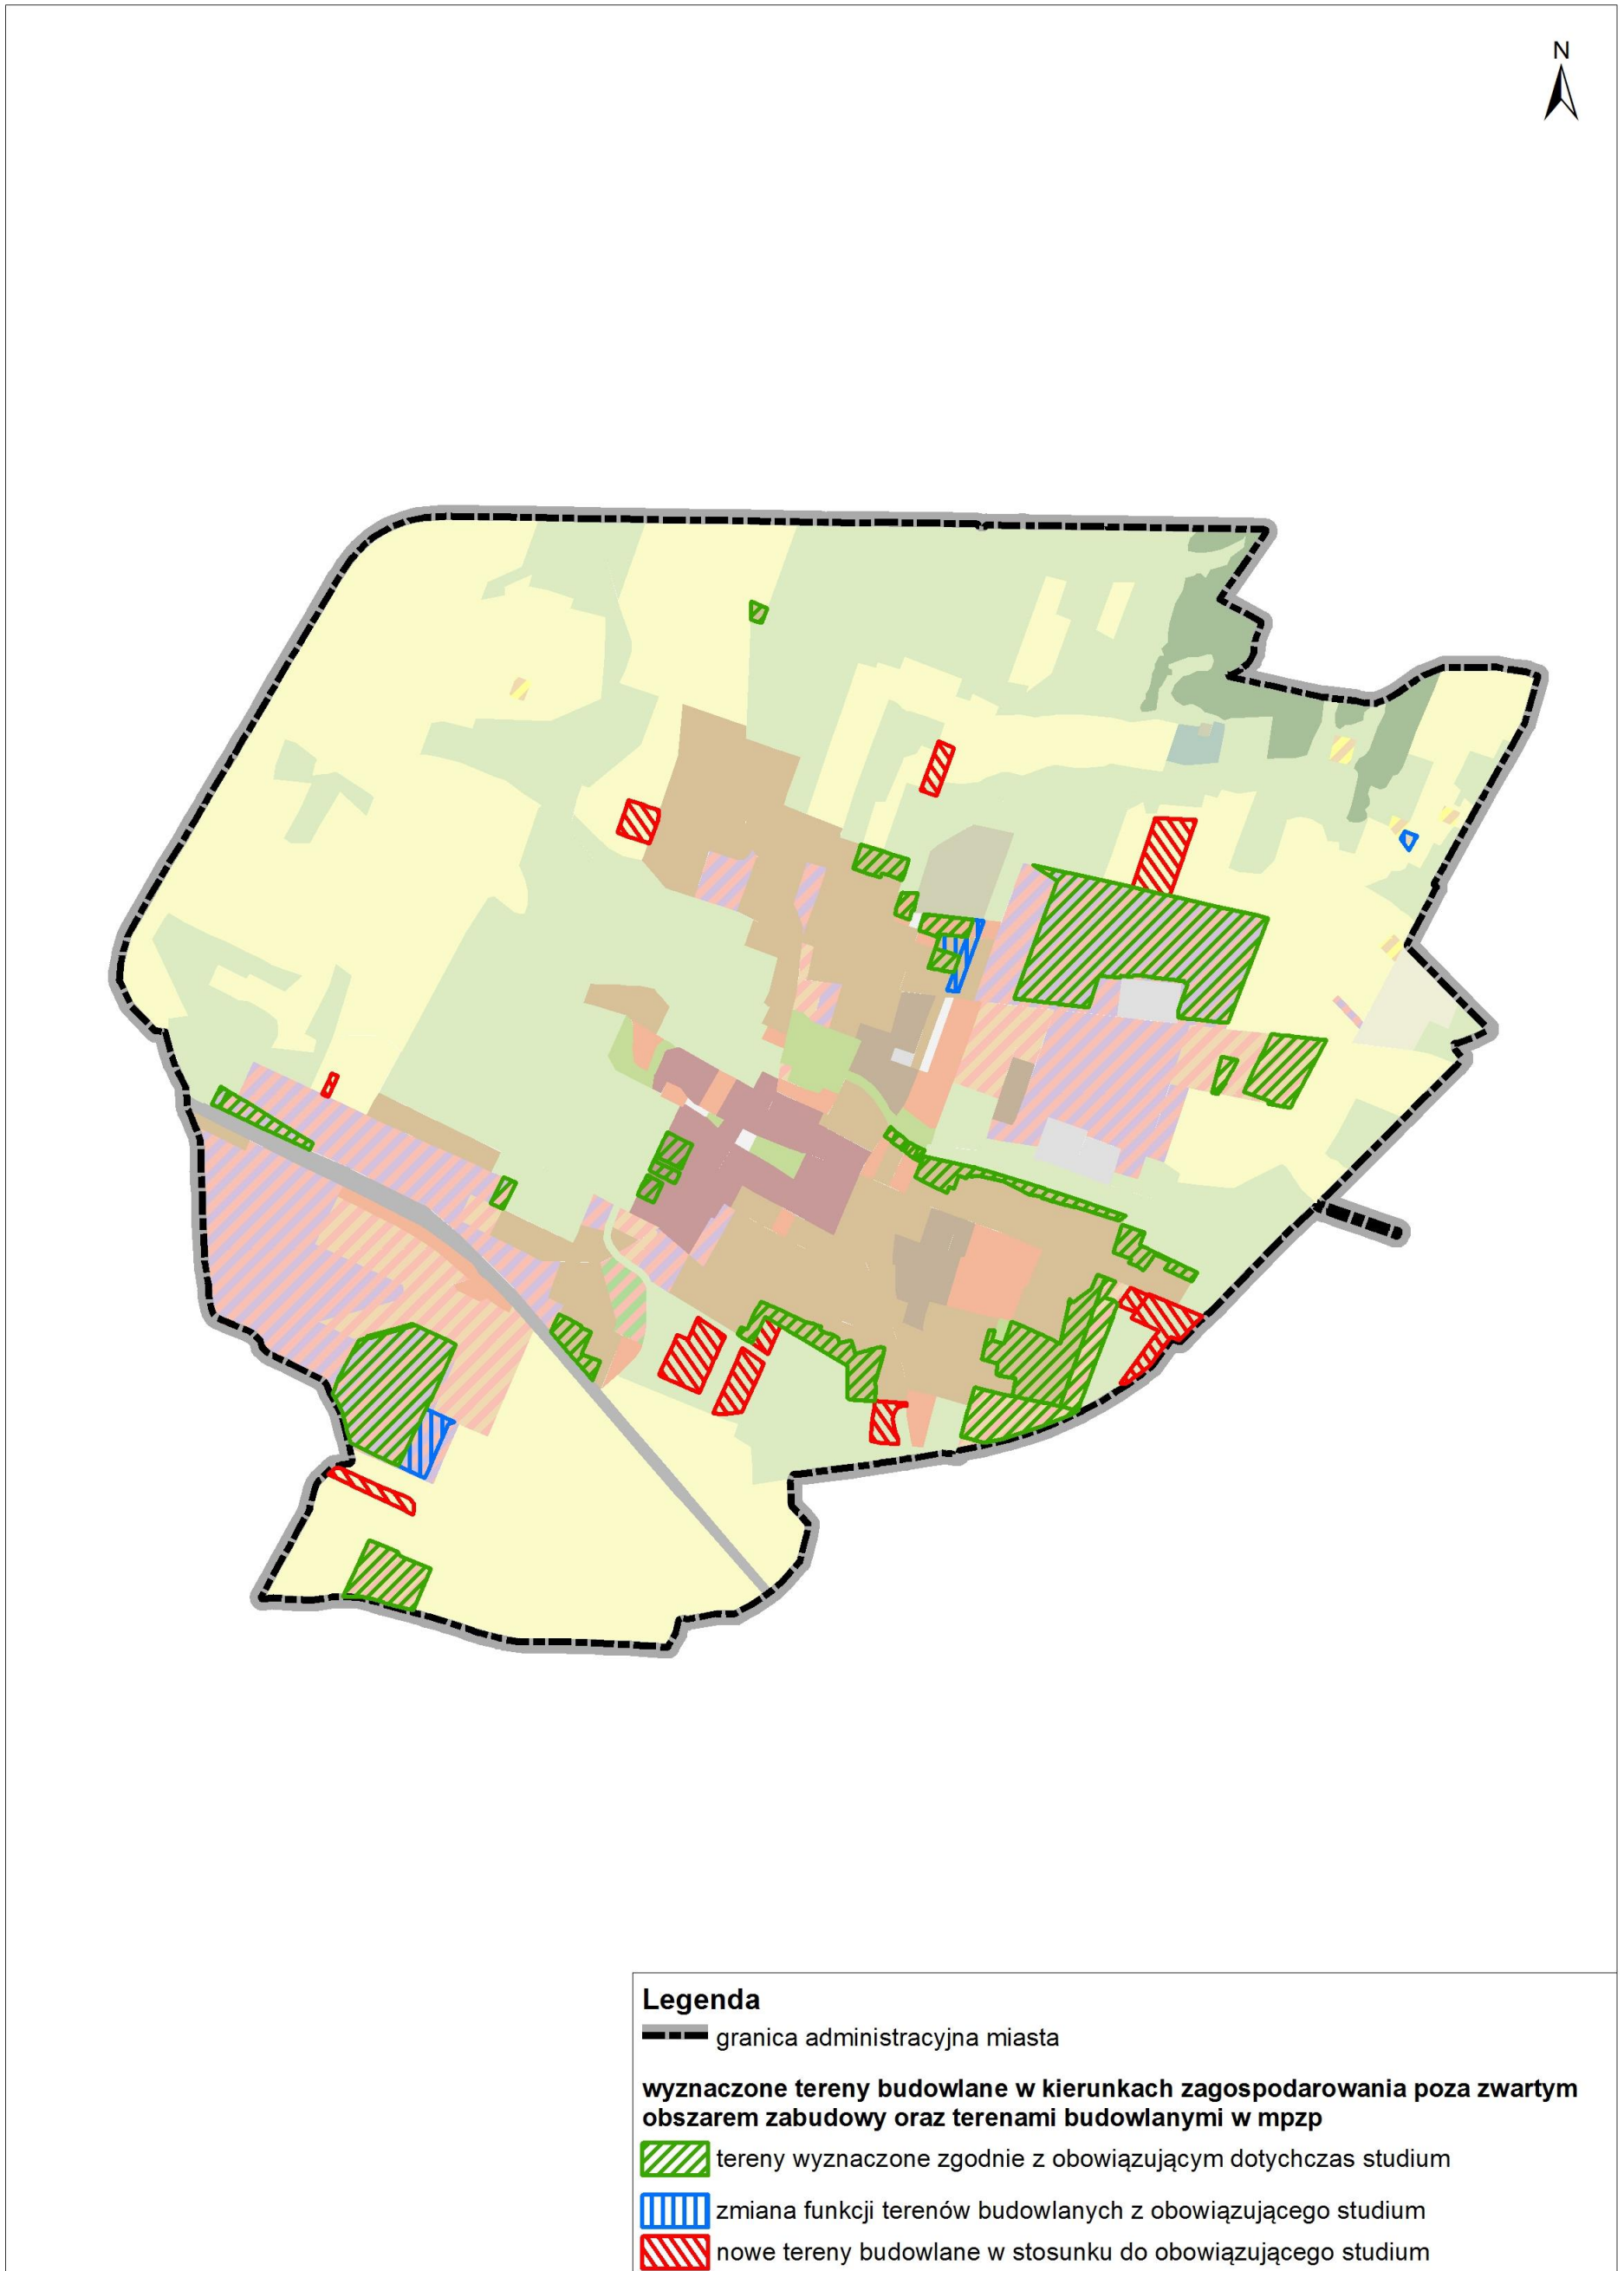 N
Legenda
granica administracyjna miasta
wyznaczone tereny budowlane w kierunkach zagospodarowania poza zwartym
obszarem zabudowy oraz terenami budowlanymi w mpzp
tereny wyznaczone zgodnie z obowiązującym dotychczas studium
zmiana funkcji terenów budowlanych z obowiązującego studium
nowe tereny budowlane w stosunku do obowiązującego studium